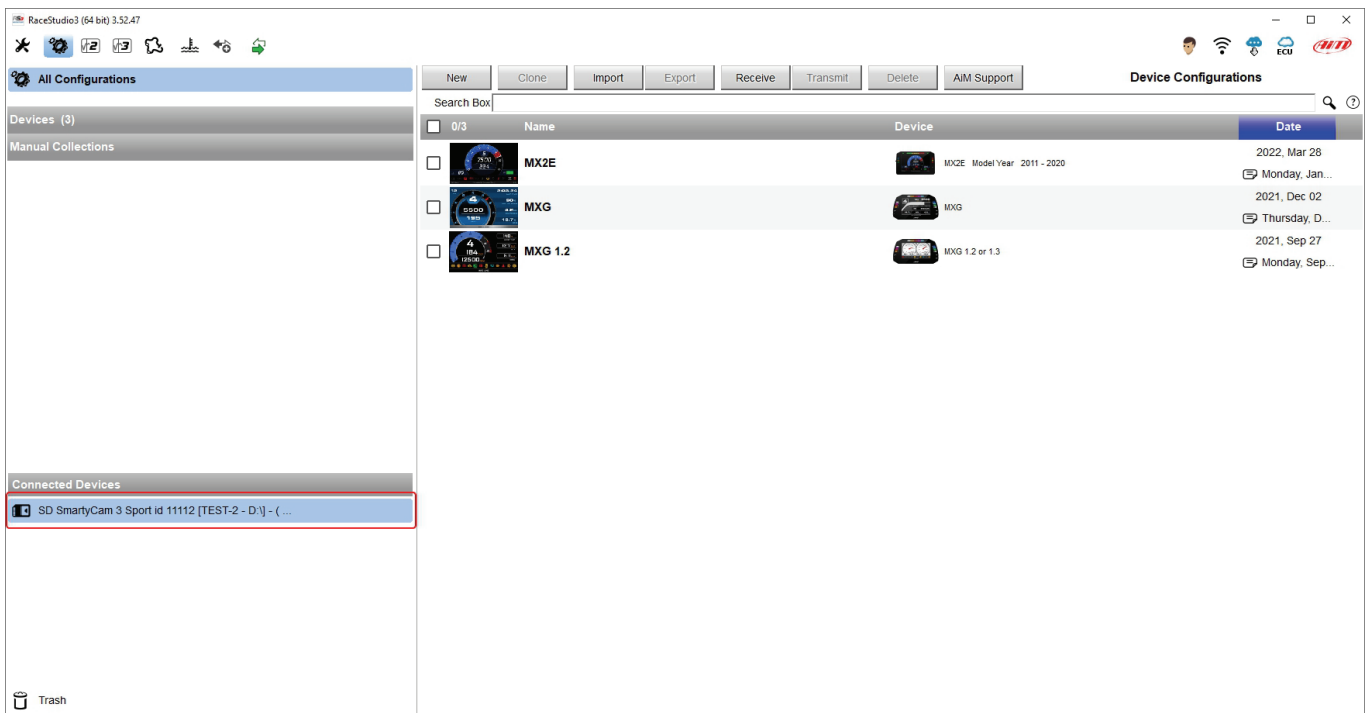 RaceStudio3 (64 bit) 3.52.47
ECU
All Configurations
New Clone Import Export Receive Transmit Delete AiM Support Device Configurations
Search Box
Devices (3)
0/3 Name Device Date
Manual Collections
MX2E MX2E Model Year 2011 - 2020 2022, Mar 28
Monday, Jan...
MXG MXG 2021, Dec 02
Thursday, D...
MXG 1.2 MXG 1.2 or 1.3 2021, Sep 27
Monday, Sep...
Connected Devices
SD SmartyCam 3 Sport id 11112 [TEST-2 - D:\] - ( ...
Trash